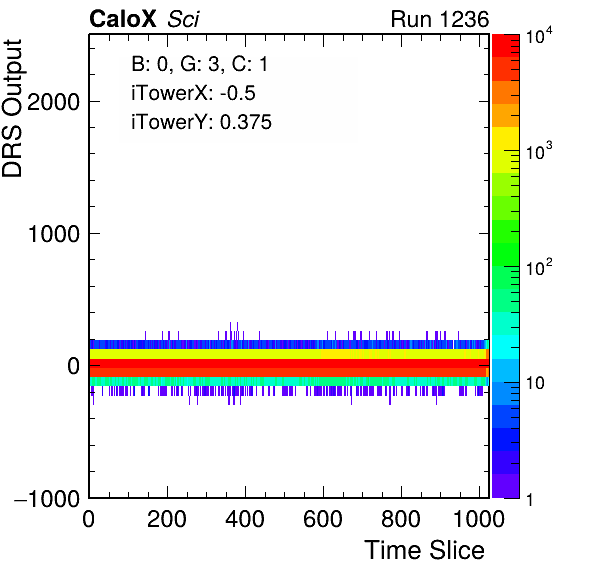 CaloX Sci Run 1236
B: 0, G: 3, C: 1
iTowerX: -0.5
iTowerY: 0.375
DRS Output
2000
1000
0
−1000
0 200 400 600 800 1000
Time Slice
10^4
10^3
10^2
10
1